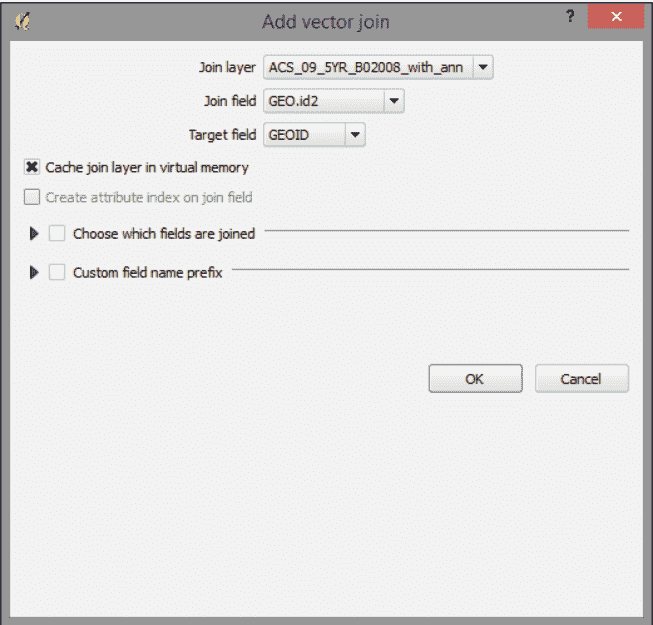 Add vector join
?
Join layer ACS_09_5YR_B02008_with_ann
Join field GEO.id2
Target field GEOID
Cache join layer in virtual memory
Create attribute index on join field
Choose which fields are joined
Custom field name prefix
OK Cancel